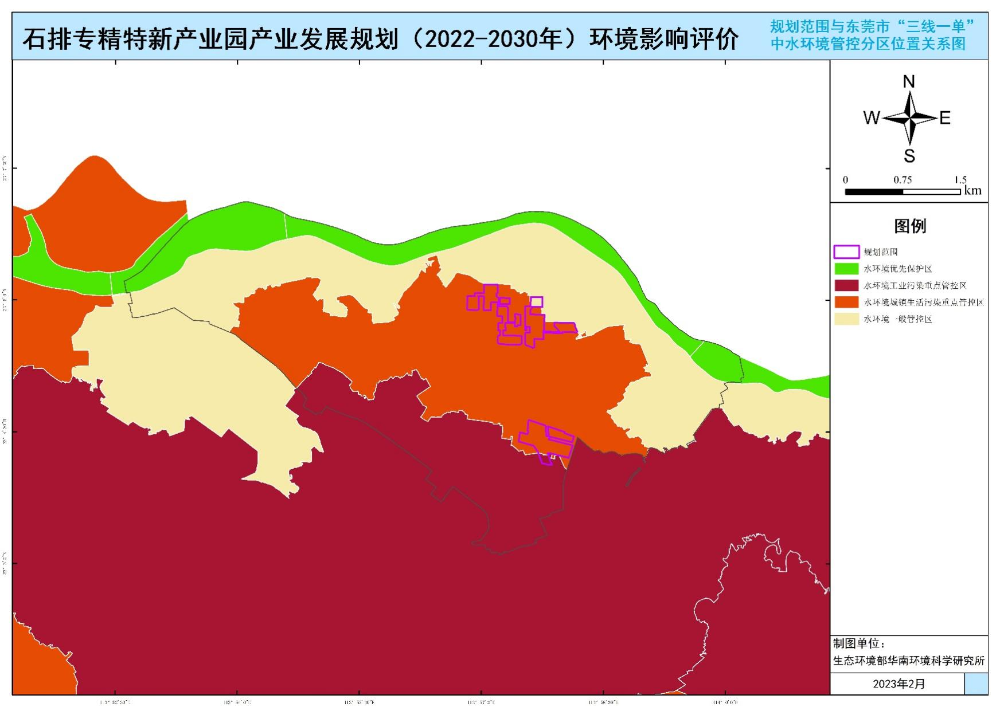 石排专精特新产业园产业发展规划（2022-2030年）环境影响评价
规划范围与东莞市“三线一单”
中水环境管控分区位置关系图
N
W
E
S
0 0.75 1.5
km
图例
规划范围
水环境优先保护区
水环境工业污染重点管控区
水环境城镇生活污染重点管控区
水环境一般管控区
制图单位：
生态环境部华南环境科学研究所
2023年2月